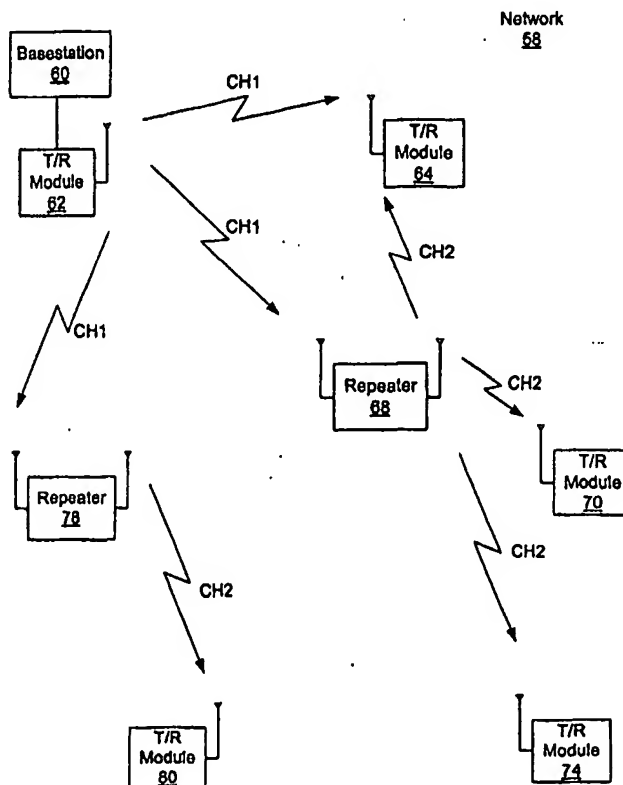 Network
58
Basestation
60
CH1
T/R
Module
62
T/R
Module
64
CH1
CH2
CH1
Repeater
68
CH2
T/R
Module
70
Repeater
78
CH2
CH2
T/R
Module
80
T/R
Module
74